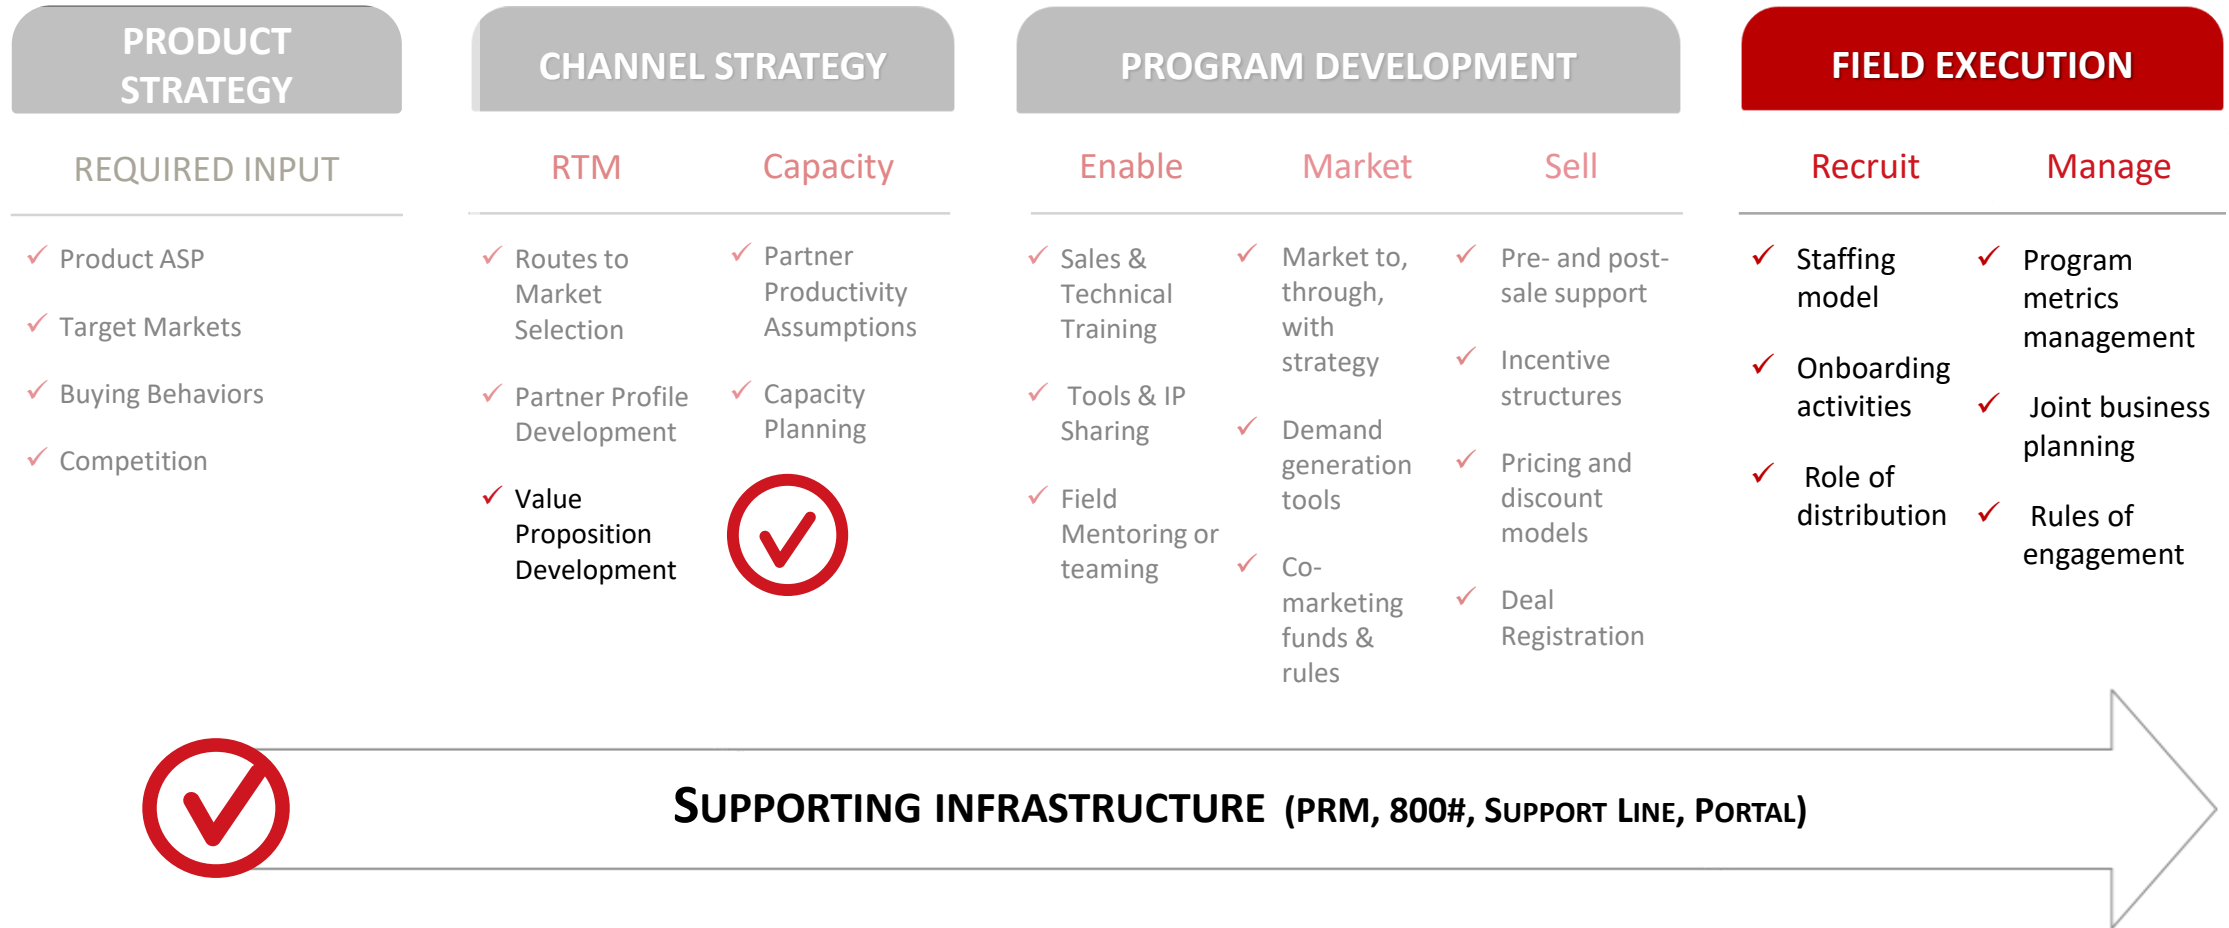 PRODUCT
STRATEGY
REQUIRED INPUT
Product ASP
Target Markets
Buying Behaviors
Competition
CHANNEL STRATEGY
RTM
Routes to
Market
Selection
Partner Profile
Development
Value
Proposition
Development
Capacity
Partner
Productivity
Assumptions
Capacity
Planning
PROGRAM DEVELOPMENT
Enable
Sales &
Technical
Training
Tools & IP
Sharing
Field
Mentoring or
teaming
Market
Market to,
through,
with
strategy
Demand
generation
tools
Co-
marketing
funds &
rules
Sell
Pre- and post-
sale support
Incentive
structures
Pricing and
discount
models
Deal
Registration
FIELD EXECUTION
Recruit
Staffing
model
Onboarding
activities
Role of
distribution
Manage
Program
metrics
management
Joint business
planning
Rules of
engagement
SUPPORTING INFRASTRUCTURE (PRM, 800#, SUPPORT LINE, PORTAL)